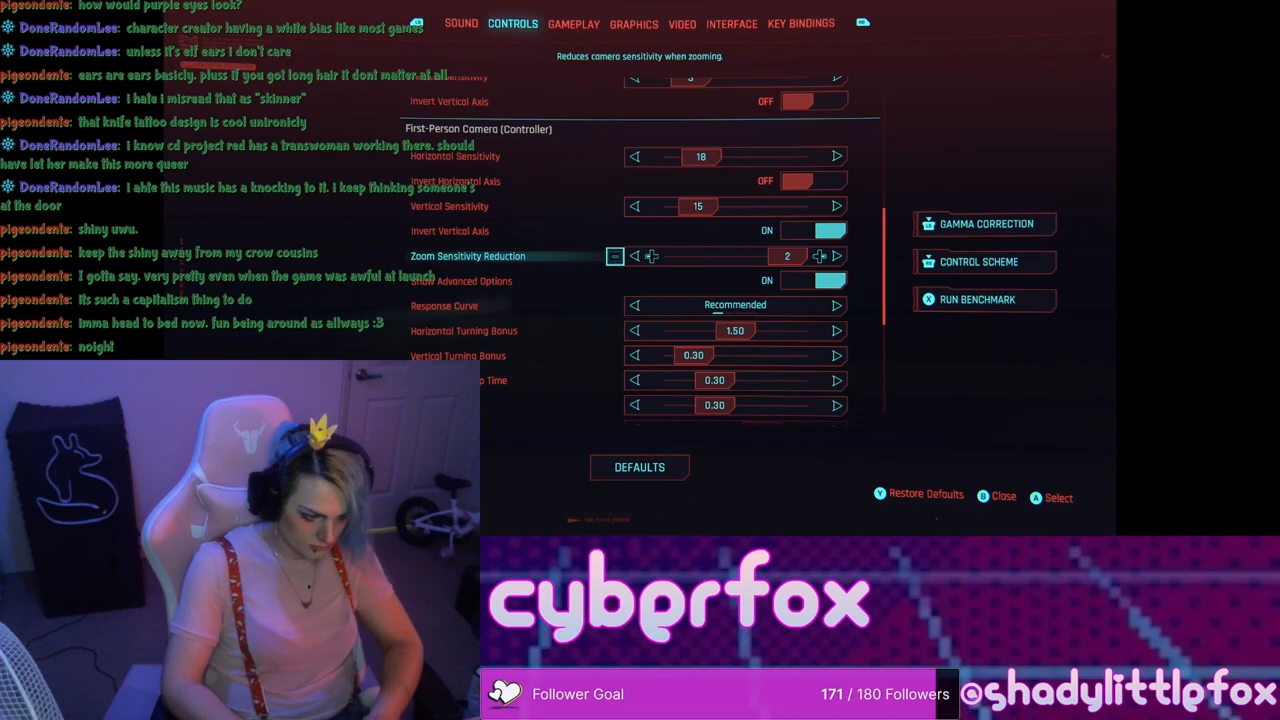 pigeondente: how would purple eyes look?
DoneRandomLee: character creator having a white bias like most games
DoneRandomLee: unless it's elf ears i don't care
pigeondente: ears are ears basicly. pluss if you got long hair it dont matter at all
DoneRandomLee: i hate i misread that as "skinner"
pigeondente: that knife tattoo design is cool unironicly
DoneRandomLee: i know cd project red has a transwoman working there. should
have let her make this more queer
DoneRandomLee: i ahte this music has a knocking to it. i keep thinking someone's
at the door
pigeondente: shiny uwu.
pigeondente: keep the shiny away from my crow cousins
pigeondente: I gotta say. very pretty even when the game was awful at launch
pigeondente: its such a capitalism thing to do
pigeondente: imma head to bed now. fun being around as allways :3
pigeondente: noight
SOUND CONTROLS GAMEPLAY GRAPHICS VIDEO INTERFACE KEY BINDINGS
Reduces camera sensitivity when zooming.
Invert Vertical Axis OFF
First-Person Camera (Controller)
Horizontal Sensitivity 18
Invert Horizontal Axis OFF
Vertical Sensitivity 15
Invert Vertical Axis ON
Zoom Sensitivity Reduction 2
Show Advanced Options ON
Response Curve Recommended
Horizontal Turning Bonus 1.50
Vertical Turning Bonus 0.30
Time 0.30
0.30
GAMMA CORRECTION
CONTROL SCHEME
X RUN BENCHMARK
DEFAULTS
Y Restore Defaults B Close A Select
cyberfox
Follower Goal 171 / 180 Followers
@shadylittlefox